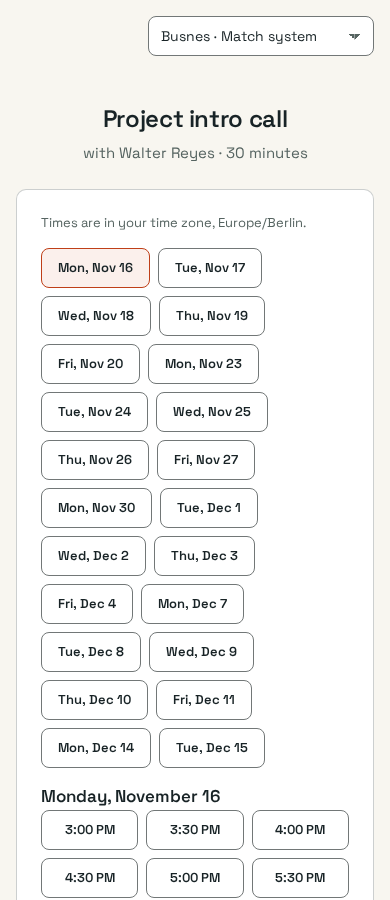 Busnes · Match system
Project intro call
with Walter Reyes · 30 minutes
Times are in your time zone, Europe/Berlin.
Mon, Nov 16 Tue, Nov 17
Wed, Nov 18 Thu, Nov 19
Fri, Nov 20 Mon, Nov 23
Tue, Nov 24 Wed, Nov 25
Thu, Nov 26 Fri, Nov 27
Mon, Nov 30 Tue, Dec 1
Wed, Dec 2 Thu, Dec 3
Fri, Dec 4 Mon, Dec 7
Tue, Dec 8 Wed, Dec 9
Thu, Dec 10 Fri, Dec 11
Mon, Dec 14 Tue, Dec 15
Monday, November 16
3:00 PM 3:30 PM 4:00 PM
4:30 PM 5:00 PM 5:30 PM